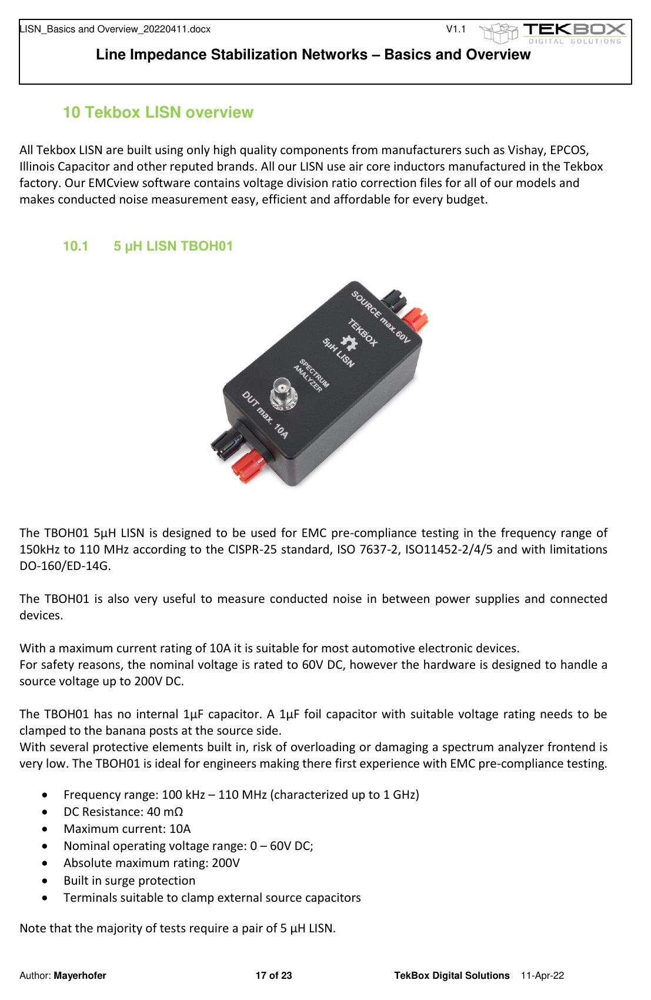 LISN_Basics and Overview_20220411.docx V1.1 TEKBOX
DIGITAL SOLUTIONS
Line Impedance Stabilization Networks – Basics and Overview
10 Tekbox LISN overview
All Tekbox LISN are built using only high quality components from manufacturers such as Vishay, EPCOS,
Illinois Capacitor and other reputed brands. All our LISN use air core inductors manufactured in the Tekbox
factory. Our EMCview software contains voltage division ratio correction files for all of our models and
makes conducted noise measurement easy, efficient and affordable for every budget.
10.1 5 µH LISN TBOH01
SOURCE max. 60V
TEKBOX
5µH LISN
SPECTRUM
ANALYZER
DUT max. 10A
The TBOH01 5µH LISN is designed to be used for EMC pre-compliance testing in the frequency range of
150kHz to 110 MHz according to the CISPR-25 standard, ISO 7637-2, ISO11452-2/4/5 and with limitations
DO-160/ED-14G.
The TBOH01 is also very useful to measure conducted noise in between power supplies and connected
devices.
With a maximum current rating of 10A it is suitable for most automotive electronic devices.
For safety reasons, the nominal voltage is rated to 60V DC, however the hardware is designed to handle a
source voltage up to 200V DC.
The TBOH01 has no internal 1µF capacitor. A 1µF foil capacitor with suitable voltage rating needs to be
clamped to the banana posts at the source side.
With several protective elements built in, risk of overloading or damaging a spectrum analyzer frontend is
very low. The TBOH01 is ideal for engineers making there first experience with EMC pre-compliance testing.
• Frequency range: 100 kHz – 110 MHz (characterized up to 1 GHz)
• DC Resistance: 40 mΩ
• Maximum current: 10A
• Nominal operating voltage range: 0 – 60V DC;
• Absolute maximum rating: 200V
• Built in surge protection
• Terminals suitable to clamp external source capacitors
Note that the majority of tests require a pair of 5 µH LISN.
Author: Mayerhofer 17 of 23 TekBox Digital Solutions 11-Apr-22